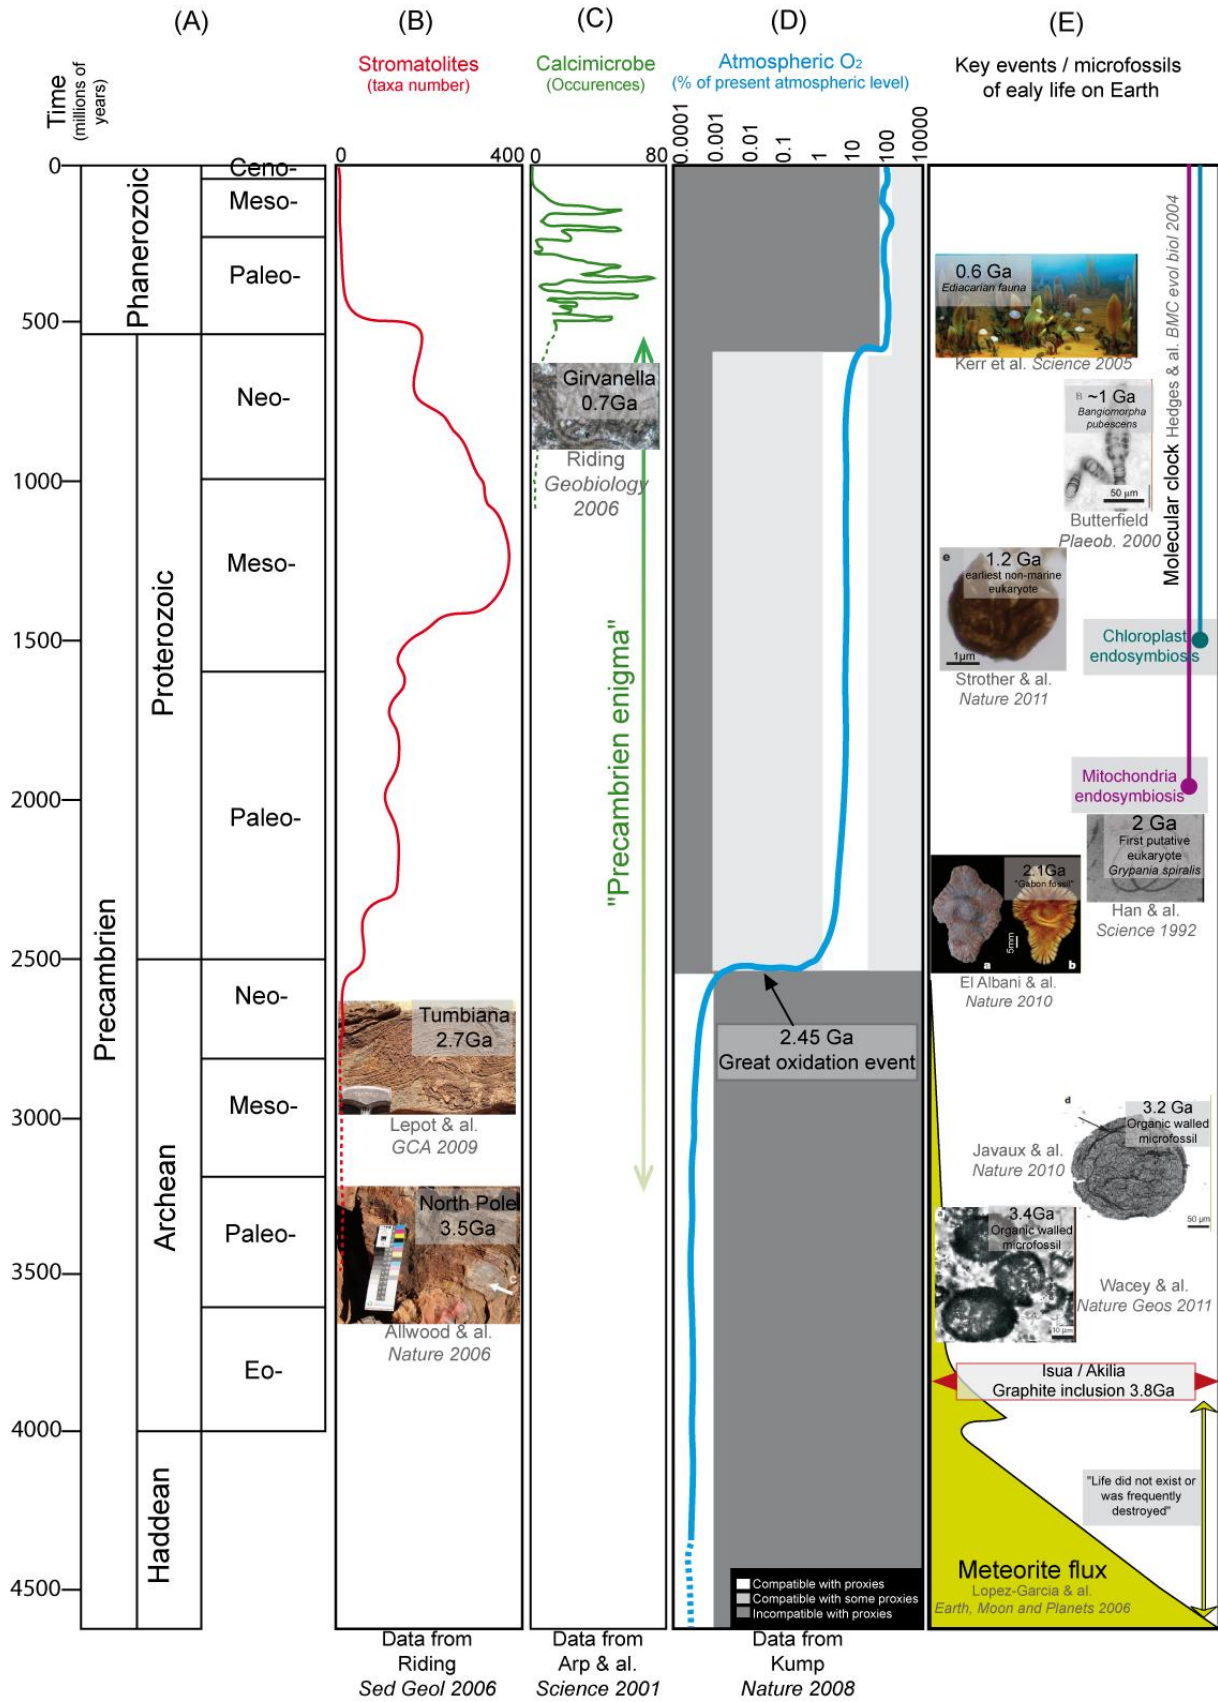 (A)
(B)
(C)
(D)
(E)
Time
(millions of
years)
Stromatolites
(taxa number)
Calcimicrobe
(Occurences)
Atmospheric O2
(% of present atmospheric level)
Key events / microfossils
of ealy life on Earth
0
400
0
80
0.0001
0.001
0.01
0.1
1
10
100
10000
0
500
1000
1500
2000
2500
3000
3500
4000
4500
Phanerozoic
Precambrien
Proterozoic
Archean
Haddean
Ceno-
Meso-
Paleo-
Neo-
Meso-
Paleo-
Neo-
Meso-
Paleo-
Eo-
Tumbiana
2.7Ga
Lepot & al.
GCA 2009
North Pole
3.5Ga
c
Allwood & al.
Nature 2006
Data from
Riding
Sed Geol 2006
Girvanella
0.7Ga
Riding
Geobiology
2006
"Precambrien enigma"
Data from
Arp & al.
Science 2001
2.45 Ga
Great oxidation event
Compatible with proxies
Compatible with some proxies
Incompatible with proxies
Data from
Kump
Nature 2008
0.6 Ga
Ediacarian fauna
Kerr et al. Science 2005
B ~1 Ga
Bangiomorpha
pubescens
50 µm
Butterfield
Plaeob. 2000
Molecular clock Hedges & al. BMC evol biol 2004
e
1.2 Ga
earliest non-marine
eukaryote
1µm
Strother & al.
Nature 2011
Chloroplast
endosymbiosis
Mitochondria
endosymbiosis
2 Ga
First putative
eukaryote
Grypania spiralis
Han & al.
Science 1992
2.1Ga
"Gabon fossil"
5mm
a
b
El Albani & al.
Nature 2010
d
3.2 Ga
Organic walled
microfossil
50 µm
Javaux & al.
Nature 2010
a
3.4Ga
Organic walled
microfossil
10 µm
Wacey & al.
Nature Geos 2011
Isua / Akilia
Graphite inclusion 3.8Ga
"Life did not exist or
was frequently
destroyed"
Meteorite flux
Lopez-Garcia & al.
Earth, Moon and Planets 2006